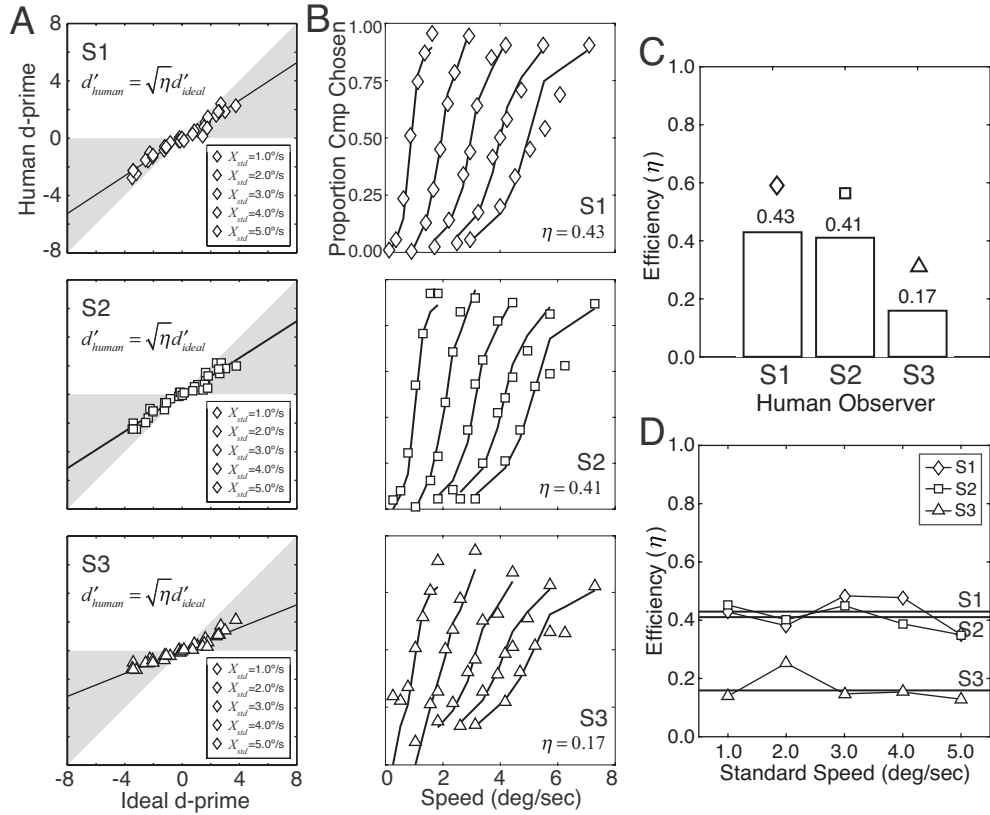 A
8
4
0
-4
-8
Human d-prime
S1
d′human = √η d′ideal
Xstd=1.0°/s
Xstd=2.0°/s
Xstd=3.0°/s
Xstd=4.0°/s
Xstd=5.0°/s
S2
d′human = √η d′ideal
Xstd=1.0°/s
Xstd=2.0°/s
Xstd=3.0°/s
Xstd=4.0°/s
Xstd=5.0°/s
S3
d′human = √η d′ideal
Xstd=1.0°/s
Xstd=2.0°/s
Xstd=3.0°/s
Xstd=4.0°/s
Xstd=5.0°/s
-8 -4 0 4 8
Ideal d-prime
B
1.00
0.75
0.50
0.25
0.00
Proportion Cmp Chosen
S1
η = 0.43
S2
η = 0.41
S3
η = 0.17
0 2 4 6 8
Speed (deg/sec)
C
1.0
0.8
0.6
0.4
0.2
0.0
Efficiency (η)
0.43
0.41
0.17
S1 S2 S3
Human Observer
D
1.0
0.8
0.6
0.4
0.2
0.0
Efficiency (η)
S1
S2
S3
S1
S2
S3
1.0 2.0 3.0 4.0 5.0
Standard Speed (deg/sec)